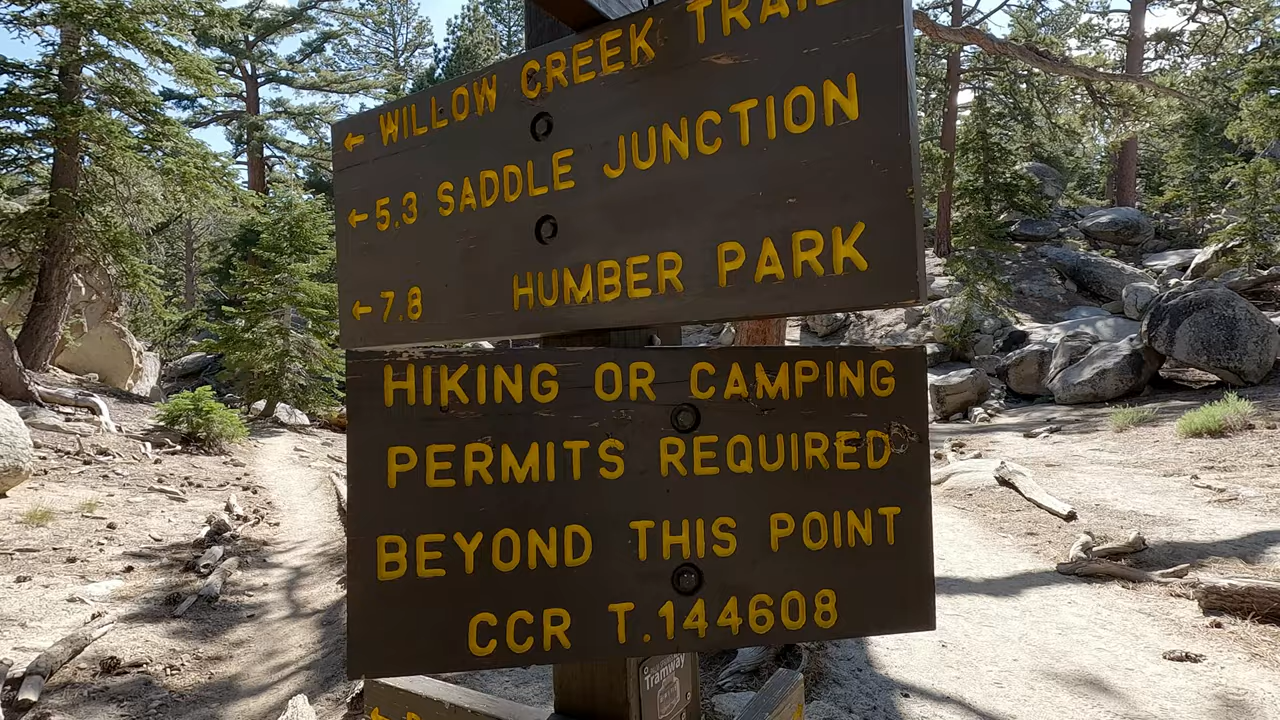 ← WILLOW CREEK TRAIL
← 5.3 SADDLE JUNCTION
← 7.8 HUMBER PARK
HIKING OR CAMPING
PERMITS REQUIRED
BEYOND THIS POINT
CCR T.144608
Tramway